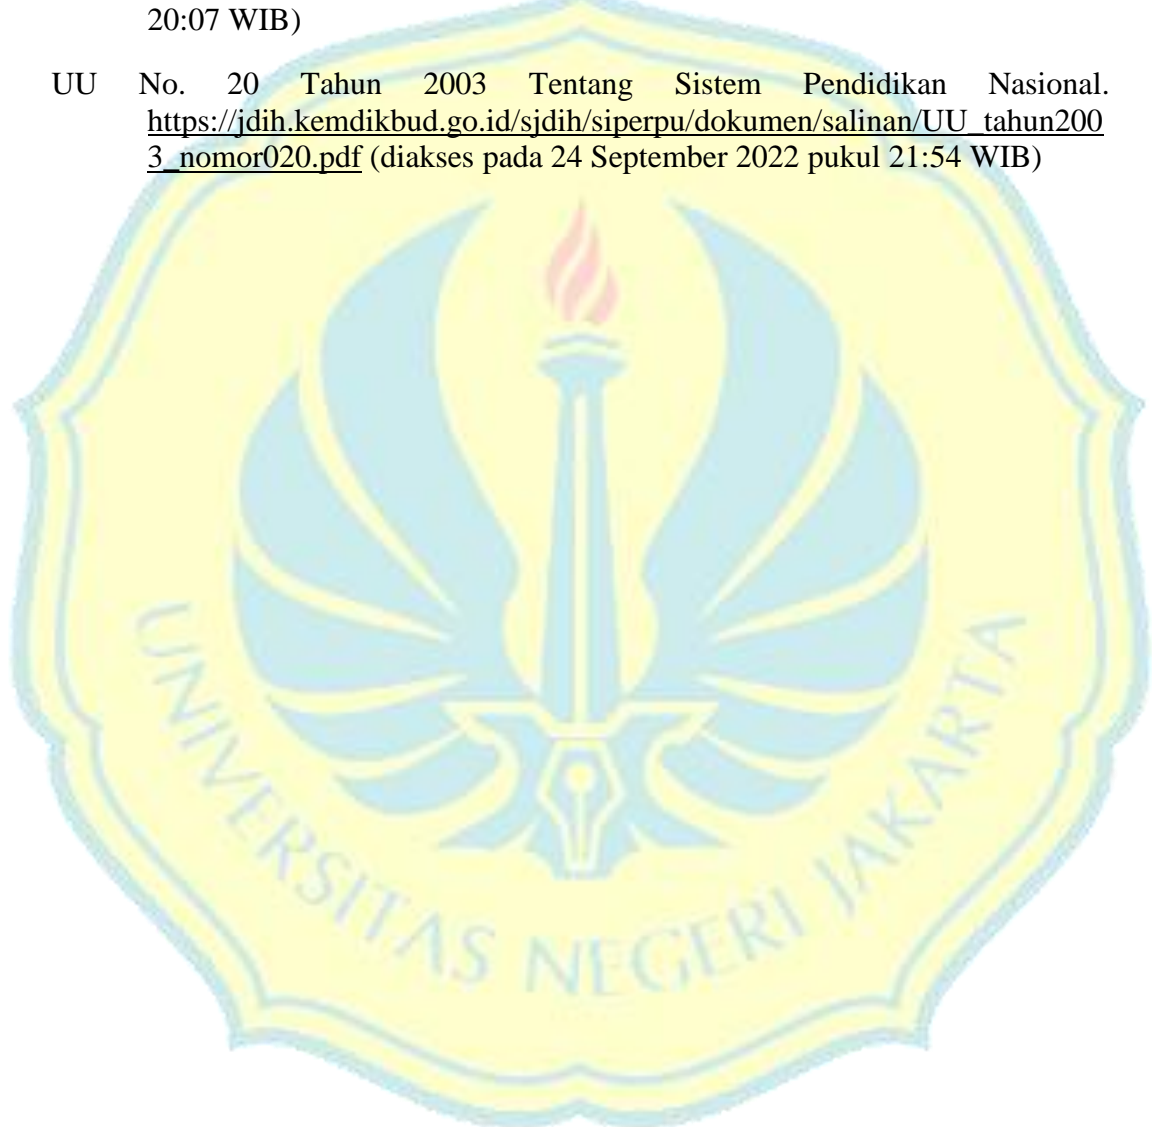 20:07 WIB)
UU No. 20 Tahun 2003 Tentang Sistem Pendidikan Nasional.
https://jdih.kemdikbud.go.id/sjdih/siperpu/dokumen/salinan/UU_tahun200
3_nomor020.pdf (diakses pada 24 September 2022 pukul 21:54 WIB)
UNIVERSITAS NEGERI JAKARTA